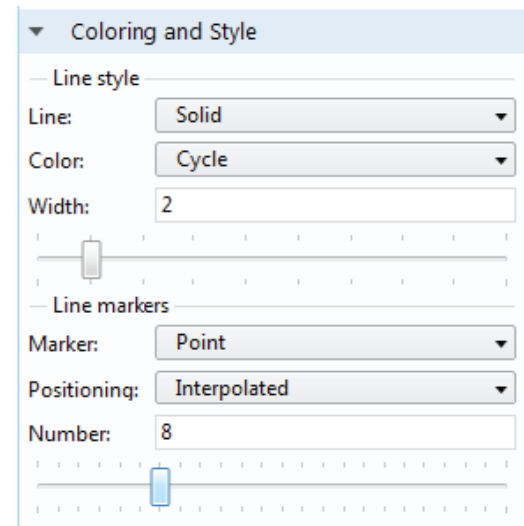 Coloring and Style
Line style
Line: Solid
Color: Cycle
Width: 2
Line markers
Marker: Point
Positioning: Interpolated
Number: 8